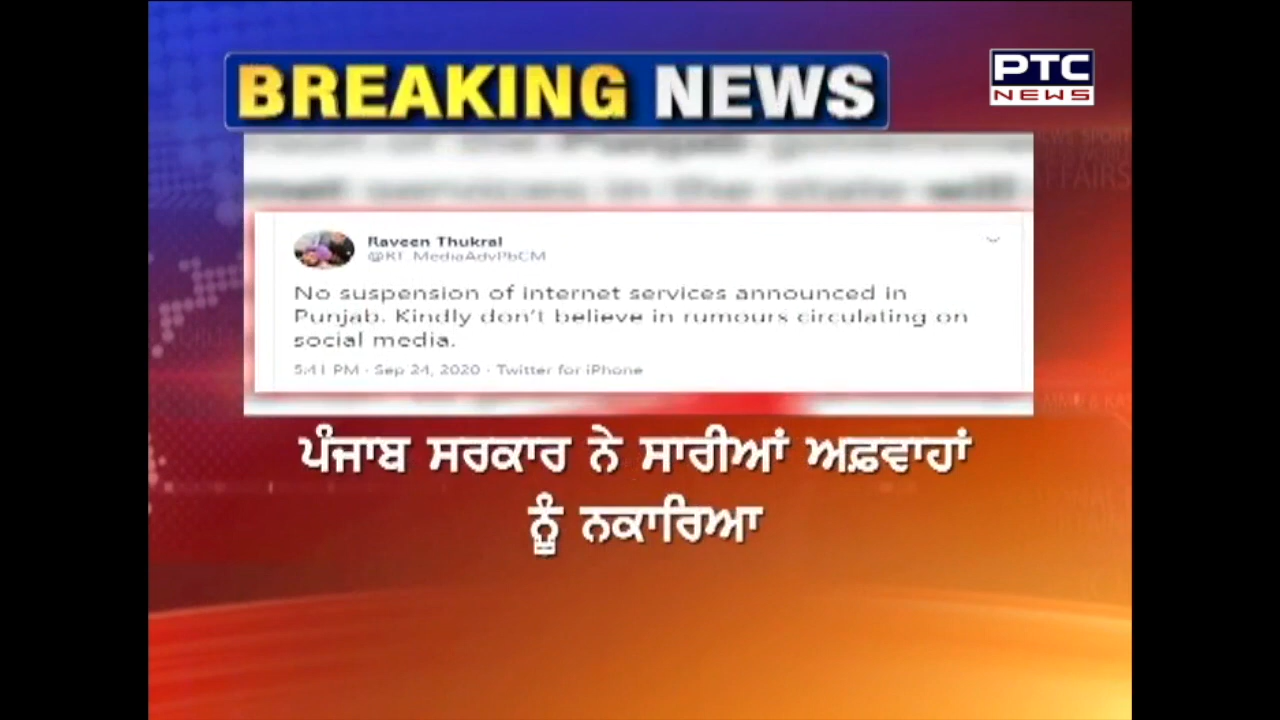 BREAKING NEWS
PTC
NEWS
Raveen Thukral
@RT_MediaAdvPbCM
No suspension of internet services announced in
Punjab. Kindly don't believe in rumours circulating on
social media.
5:41 PM · Sep 24, 2020 · Twitter for iPhone
ਪੰਜਾਬ ਸਰਕਾਰ ਨੇ ਸਾਰੀਆਂ ਅਫ਼ਵਾਹਾਂ
ਨੂੰ ਨਕਾਰਿਆ